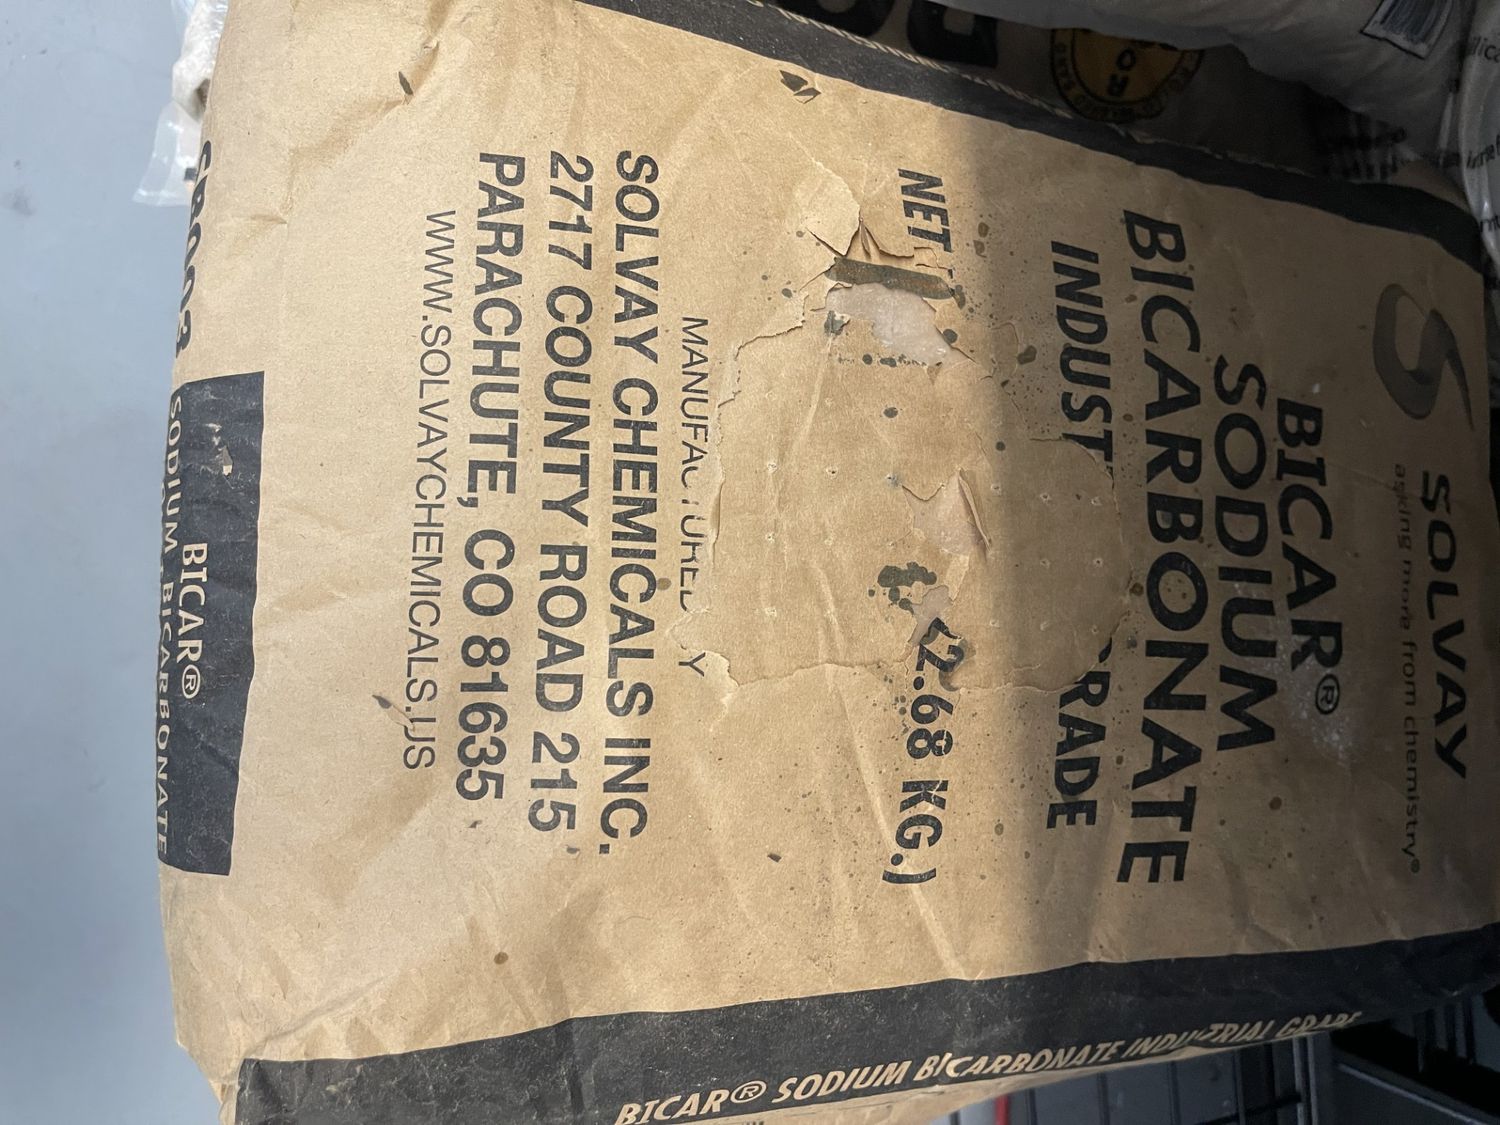 SOLVAY
asking more from chemistry®
BICAR®
SODIUM
BICARBONATE
INDUST RADE
NET 2.68 KG.)
MANUFACTURED Y
SOLVAY CHEMICALS INC.
2717 COUNTY ROAD 215
PARACHUTE, CO 81635
WWW.SOLVAYCHEMICALS.US
BICAR®
SODIUM BICARBONATE
BICAR® SODIUM BICARBONATE INDUSTRIAL GRADE